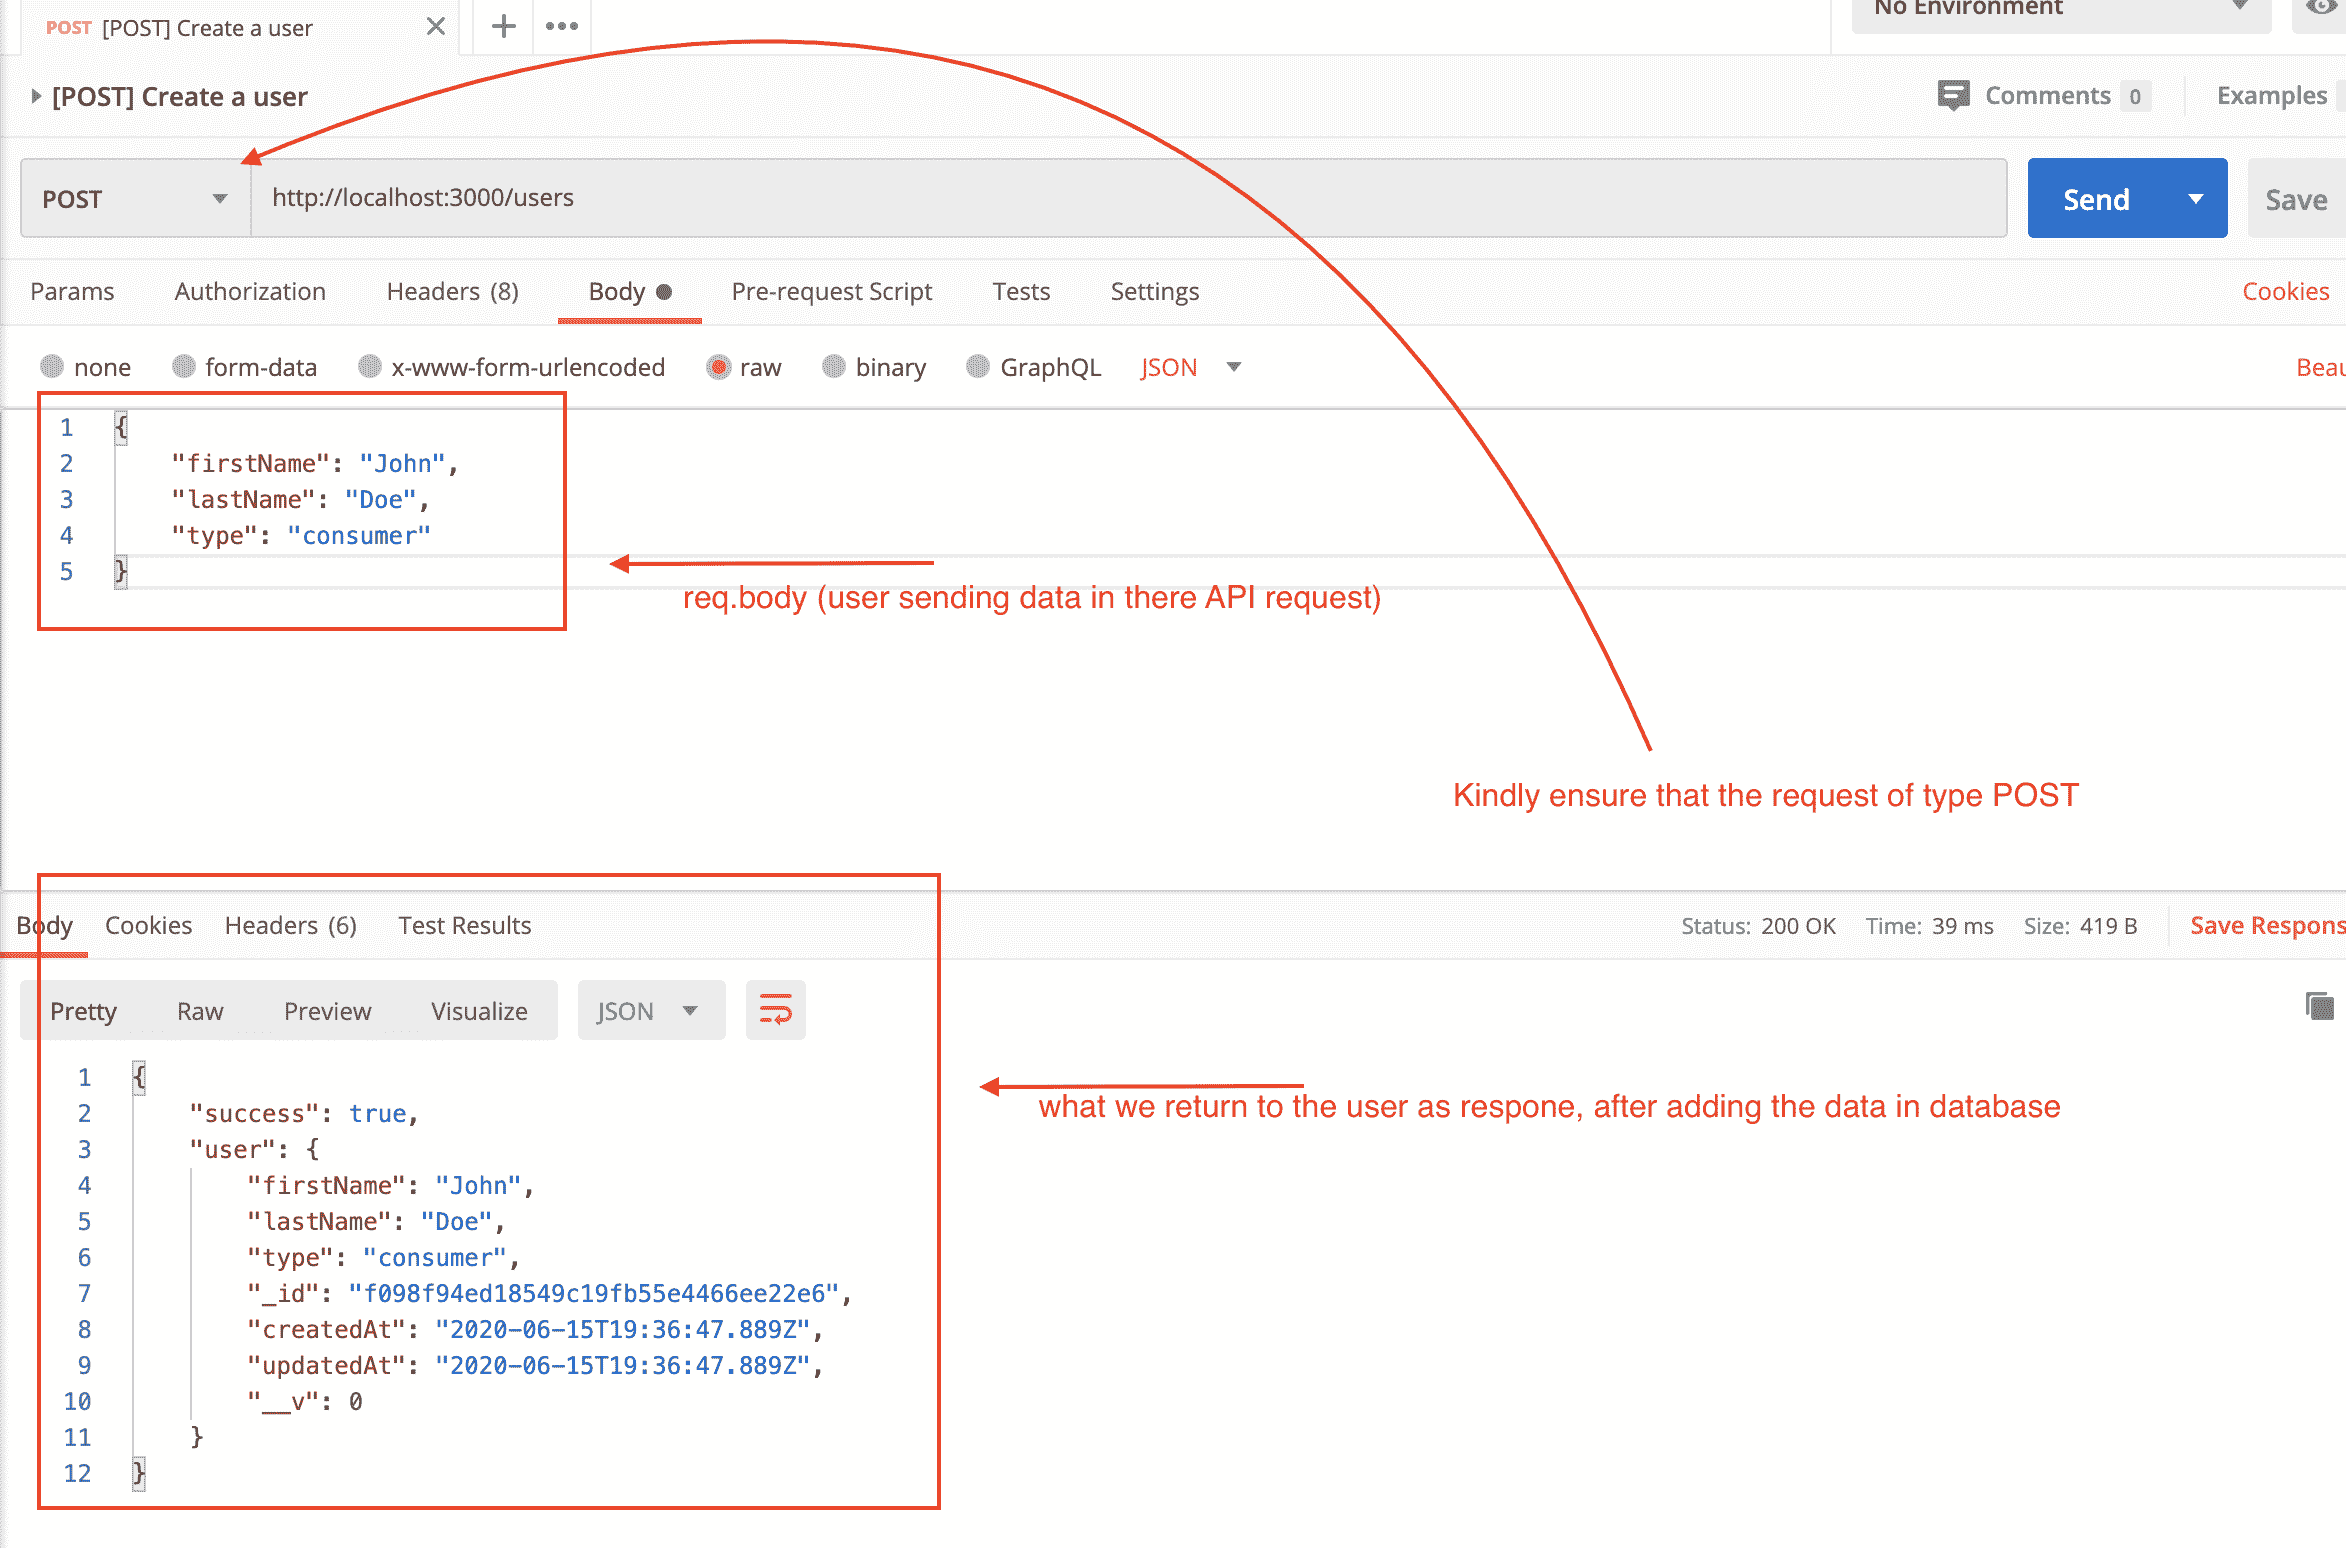 POST [POST] Create a user
No Environment
[POST] Create a user
Comments 0 Examples
POST http://localhost:3000/users Send Save
Params Authorization Headers (8) Body Pre-request Script Tests Settings Cookies
none form-data x-www-form-urlencoded raw binary GraphQL JSON Beau
1 {
2 "firstName": "John",
3 "lastName": "Doe",
4 "type": "consumer"
5 }
req.body (user sending data in there API request)
Kindly ensure that the request of type POST
Body Cookies Headers (6) Test Results Status: 200 OK Time: 39 ms Size: 419 B Save Respons
Pretty Raw Preview Visualize JSON
1 {
2 "success": true,
3 "user": {
4 "firstName": "John",
5 "lastName": "Doe",
6 "type": "consumer",
7 "_id": "f098f94ed18549c19fb55e4466ee22e6",
8 "createdAt": "2020-06-15T19:36:47.889Z",
9 "updatedAt": "2020-06-15T19:36:47.889Z",
10 "__v": 0
11 }
12 }
what we return to the user as respone, after adding the data in database